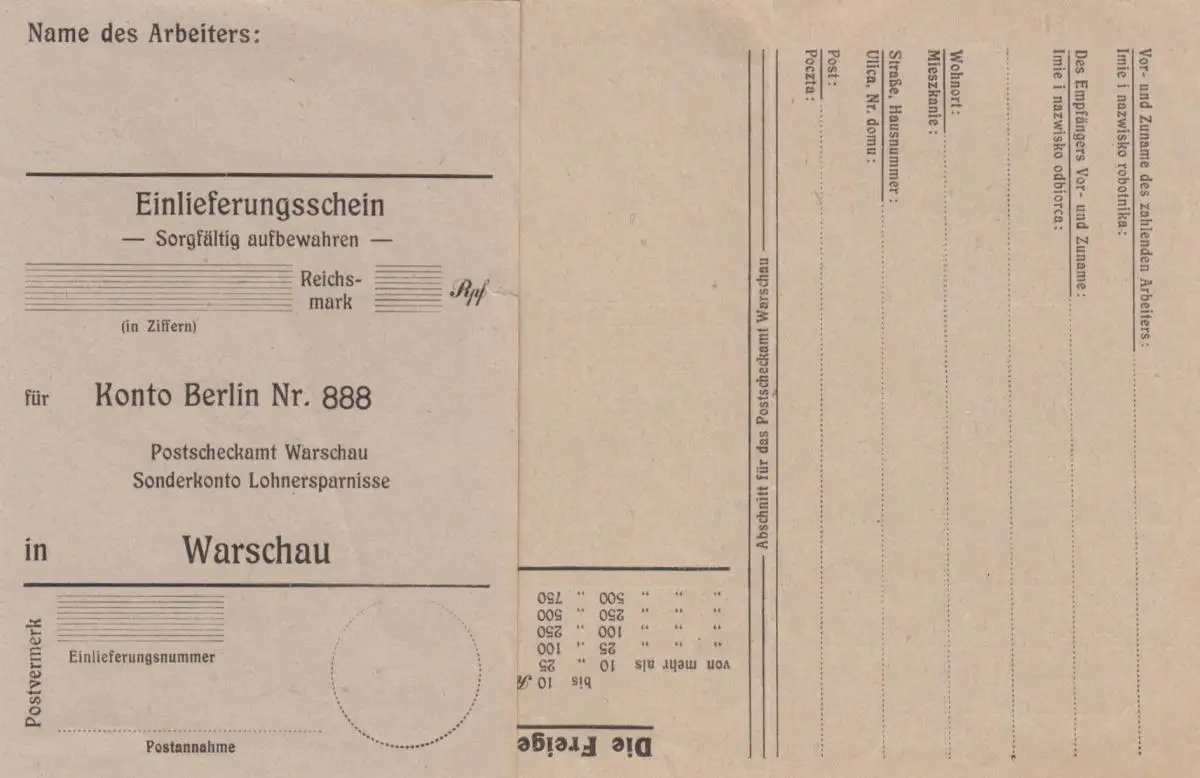 Name des Arbeiters:
Einlieferungsschein
— Sorgfältig aufbewahren —
Reichs-
mark
Rpf
(in Ziffern)
für Konto Berlin Nr. 888
Postscheckamt Warschau
Sonderkonto Lohnersparnisse
in Warschau
Postvermerk
Einlieferungsnummer
Postannahme
Die Freige
bis 10 R
von mehr als 10 " 25
" " " 25 " 100
" " " 100 " 250
" " " 250 " 500
" " " 500 " 750
Abschnitt für das Postscheckamt Warschau
Vor- und Zuname des zahlenden Arbeiters:
Imie i nazwisko robotnika:
Des Empfängers Vor- und Zuname:
Imie i nazwisko odbiorca:
Wohnort:
Mieszkanie:
Straße, Hausnummer:
Ulica, Nr. domu:
Post:
Poczta: